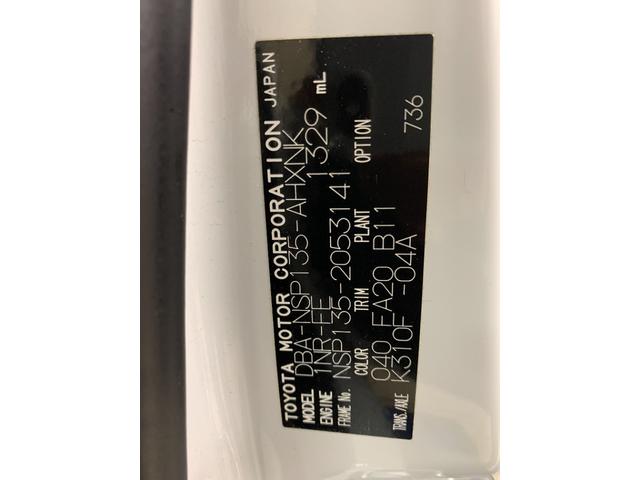 TOYOTA MOTOR CORPORATION JAPAN
MODEL DBA-NSP135-AHXNK
ENGINE 1NR-FE 1329 mL
FRAME No. NSP135-2053141
COLOR TRIM PLANT OPTION
040 FA20 B11 736
TRANS./AXLE K310F -04A